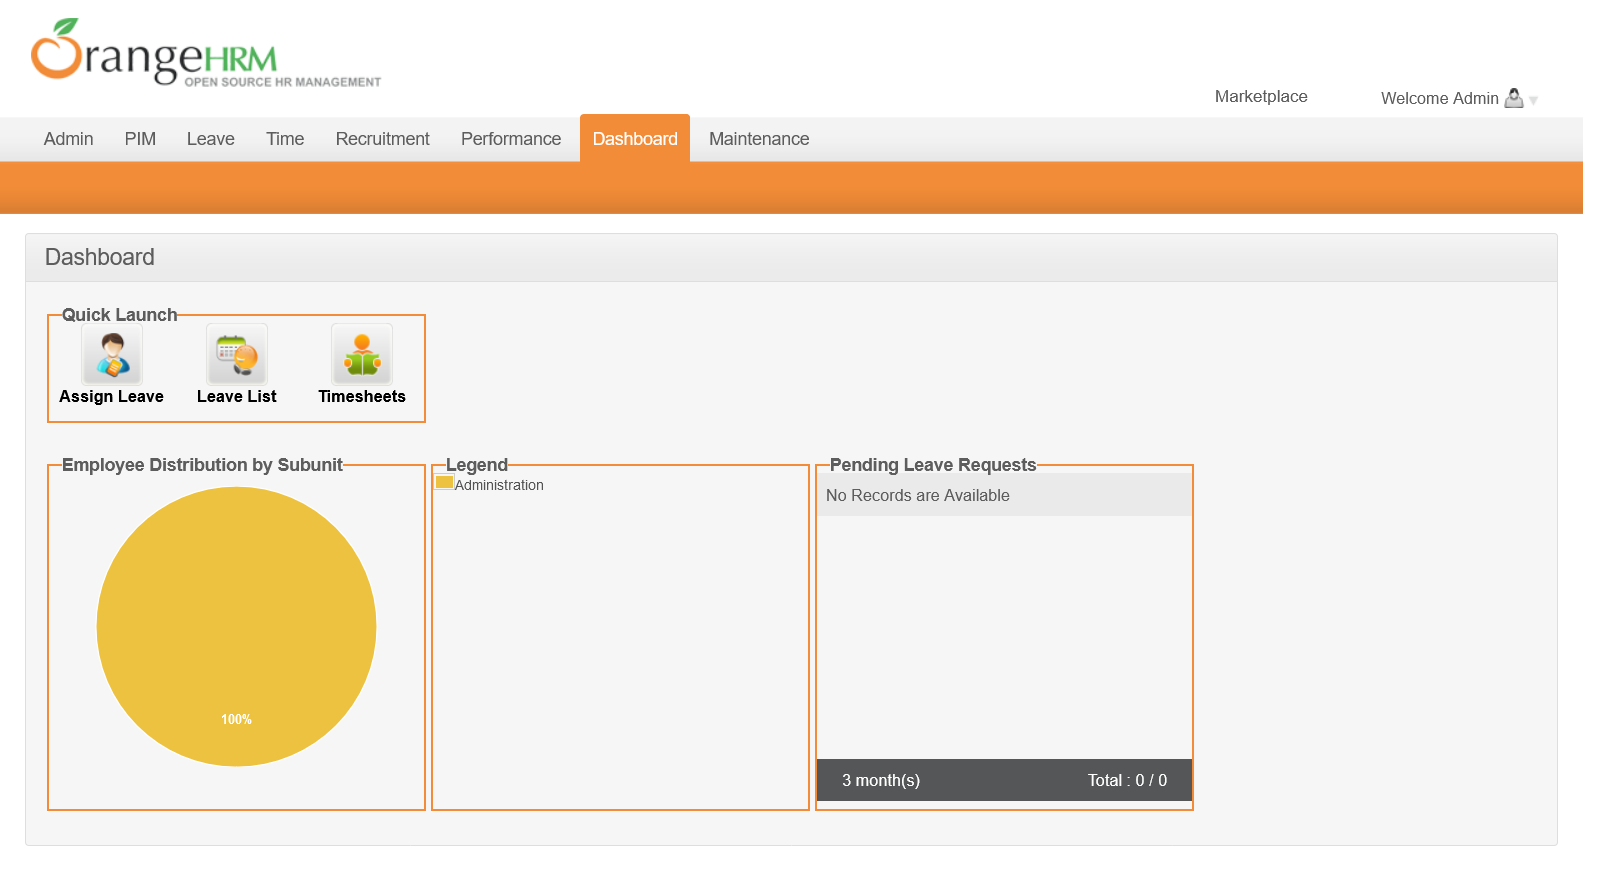 OrangeHRM
OPEN SOURCE HR MANAGEMENT
Marketplace Welcome Admin
Admin PIM Leave Time Recruitment Performance Dashboard Maintenance
Dashboard
Quick Launch
Assign Leave Leave List Timesheets
Employee Distribution by Subunit
100%
Legend
Administration
Pending Leave Requests
No Records are Available
3 month(s) Total : 0 / 0